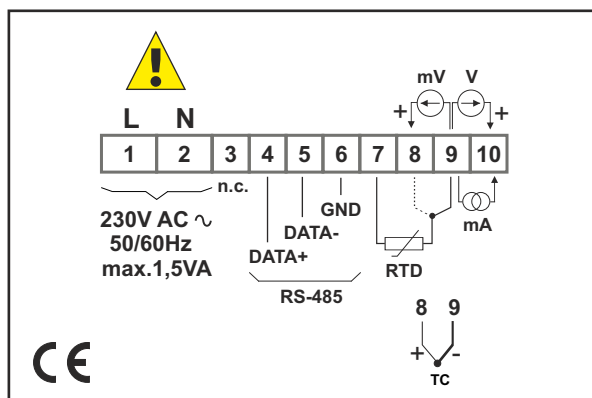 !
mV V
+ +
L N
1 2 3 4 5 6 7 8 9 10
n.c.
230V AC ∿
50/60Hz
max.1,5VA
DATA+
DATA-
GND
RS-485
RTD
mA
8 9
+ -
TC
CE